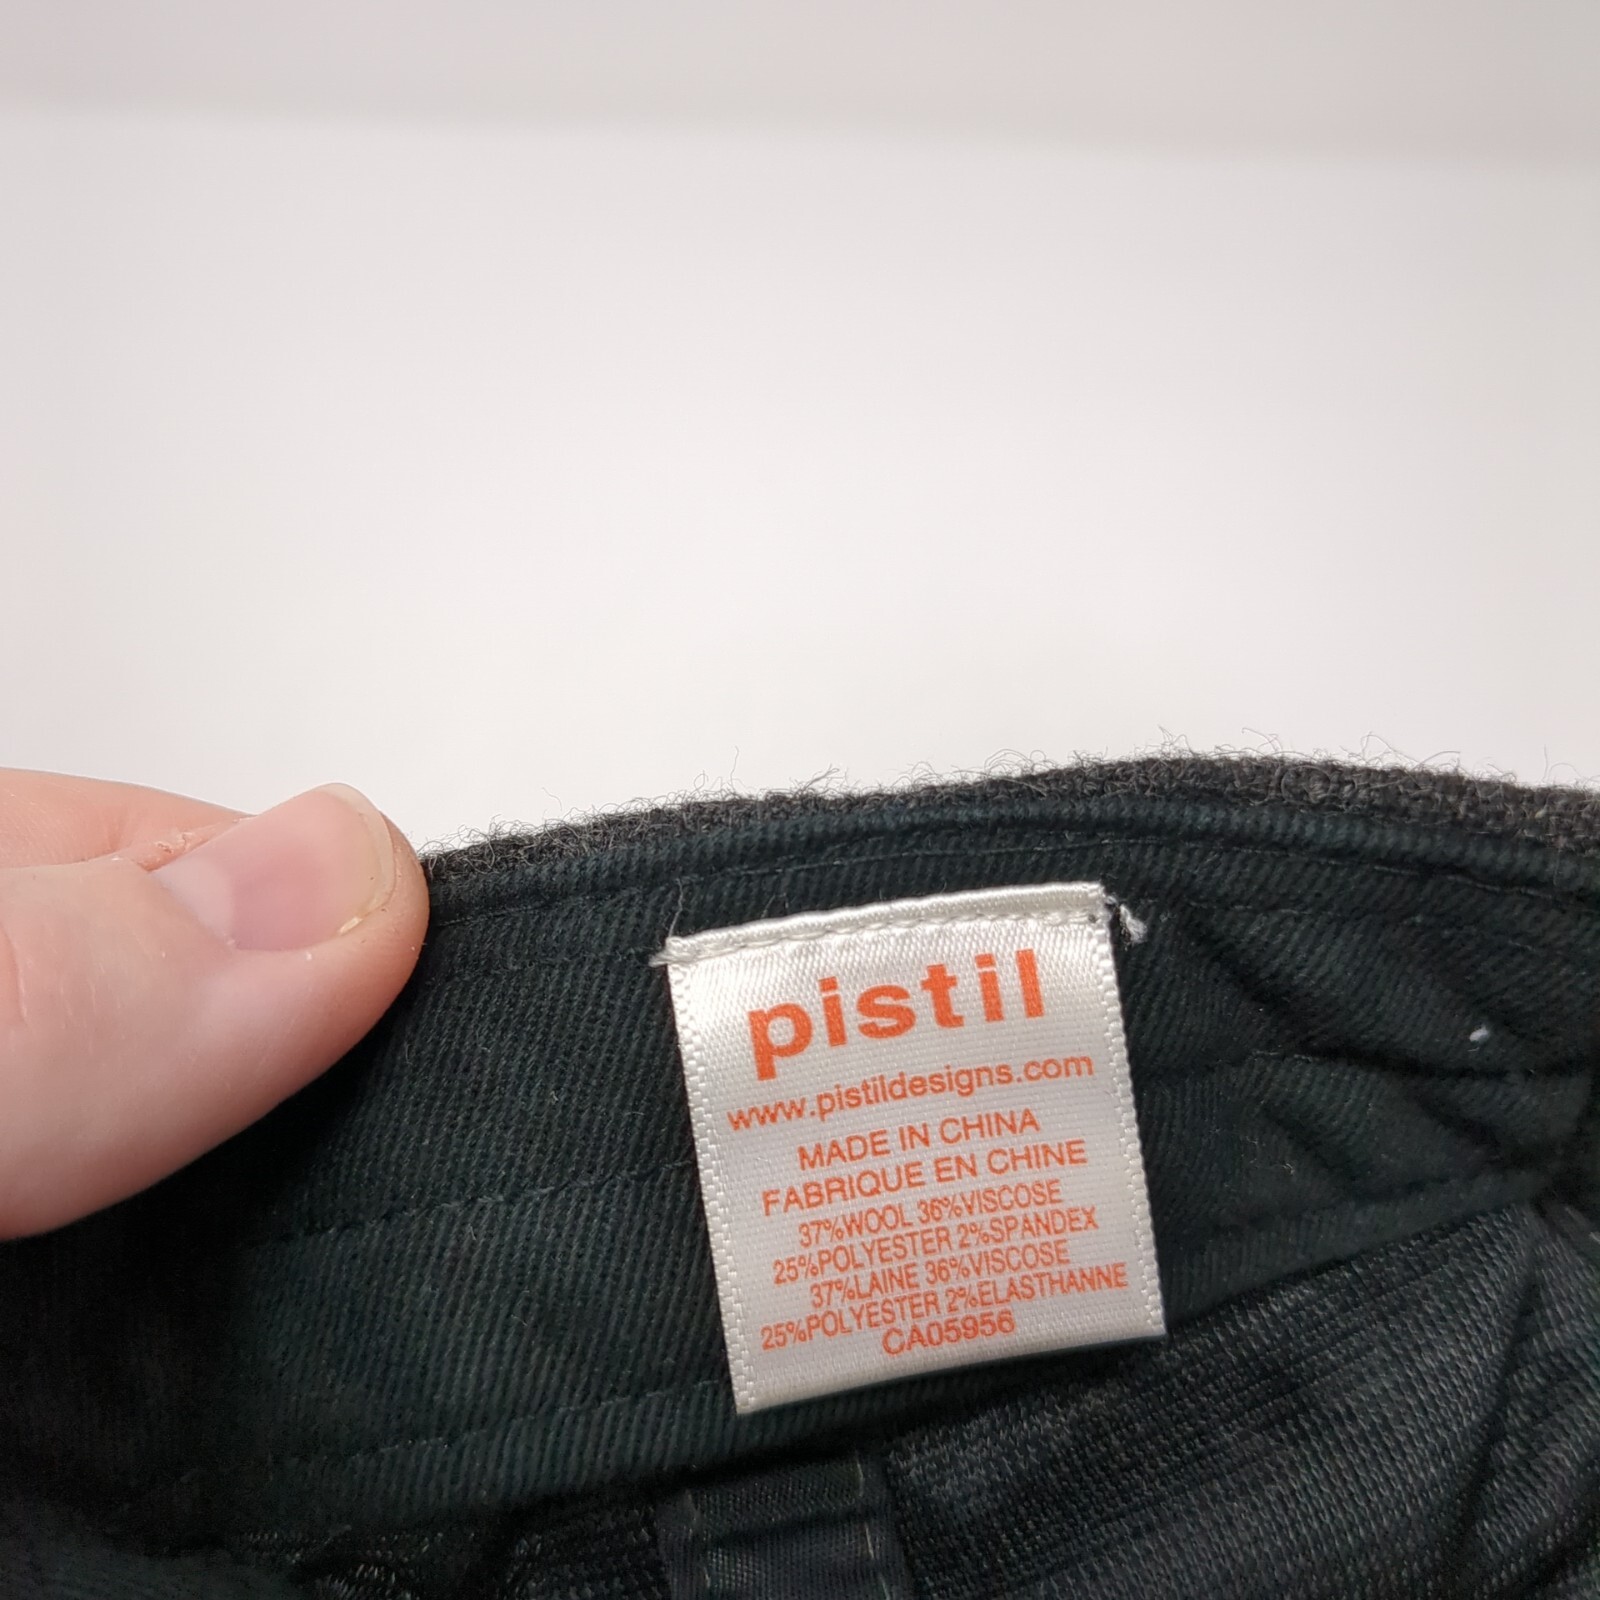 pistil
www.pistildesigns.com
MADE IN CHINA
FABRIQUE EN CHINE
37%WOOL 36%VISCOSE
25%POLYESTER 2%SPANDEX
37%LAINE 36%VISCOSE
25%POLYESTER 2%ELASTHANNE
CA05956